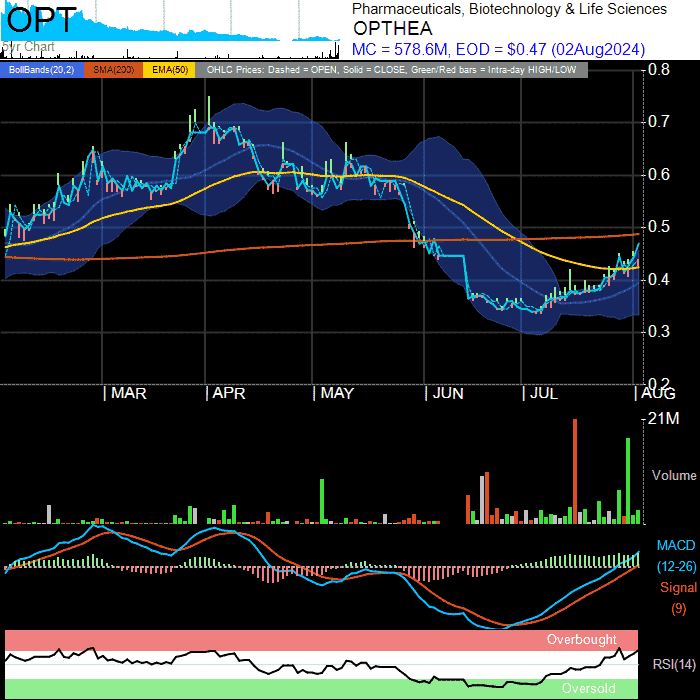 OPT
5yr Chart
Pharmaceuticals, Biotechnology & Life Sciences
OPTHEA
MC = 578.6M, EOD = $0.47 (02Aug2024)
BollBands(20,2) SMA(200) EMA(50) OHLC Prices: Dashed = OPEN, Solid = CLOSE, Green/Red bars = Intra-day HIGH/LOW
0.8
0.7
0.6
0.5
0.4
0.3
0.2
MAR APR MAY JUN JUL AUG
21M
Volume
MACD
(12-26)
Signal
(9)
Overbought
RSI(14)
Oversold